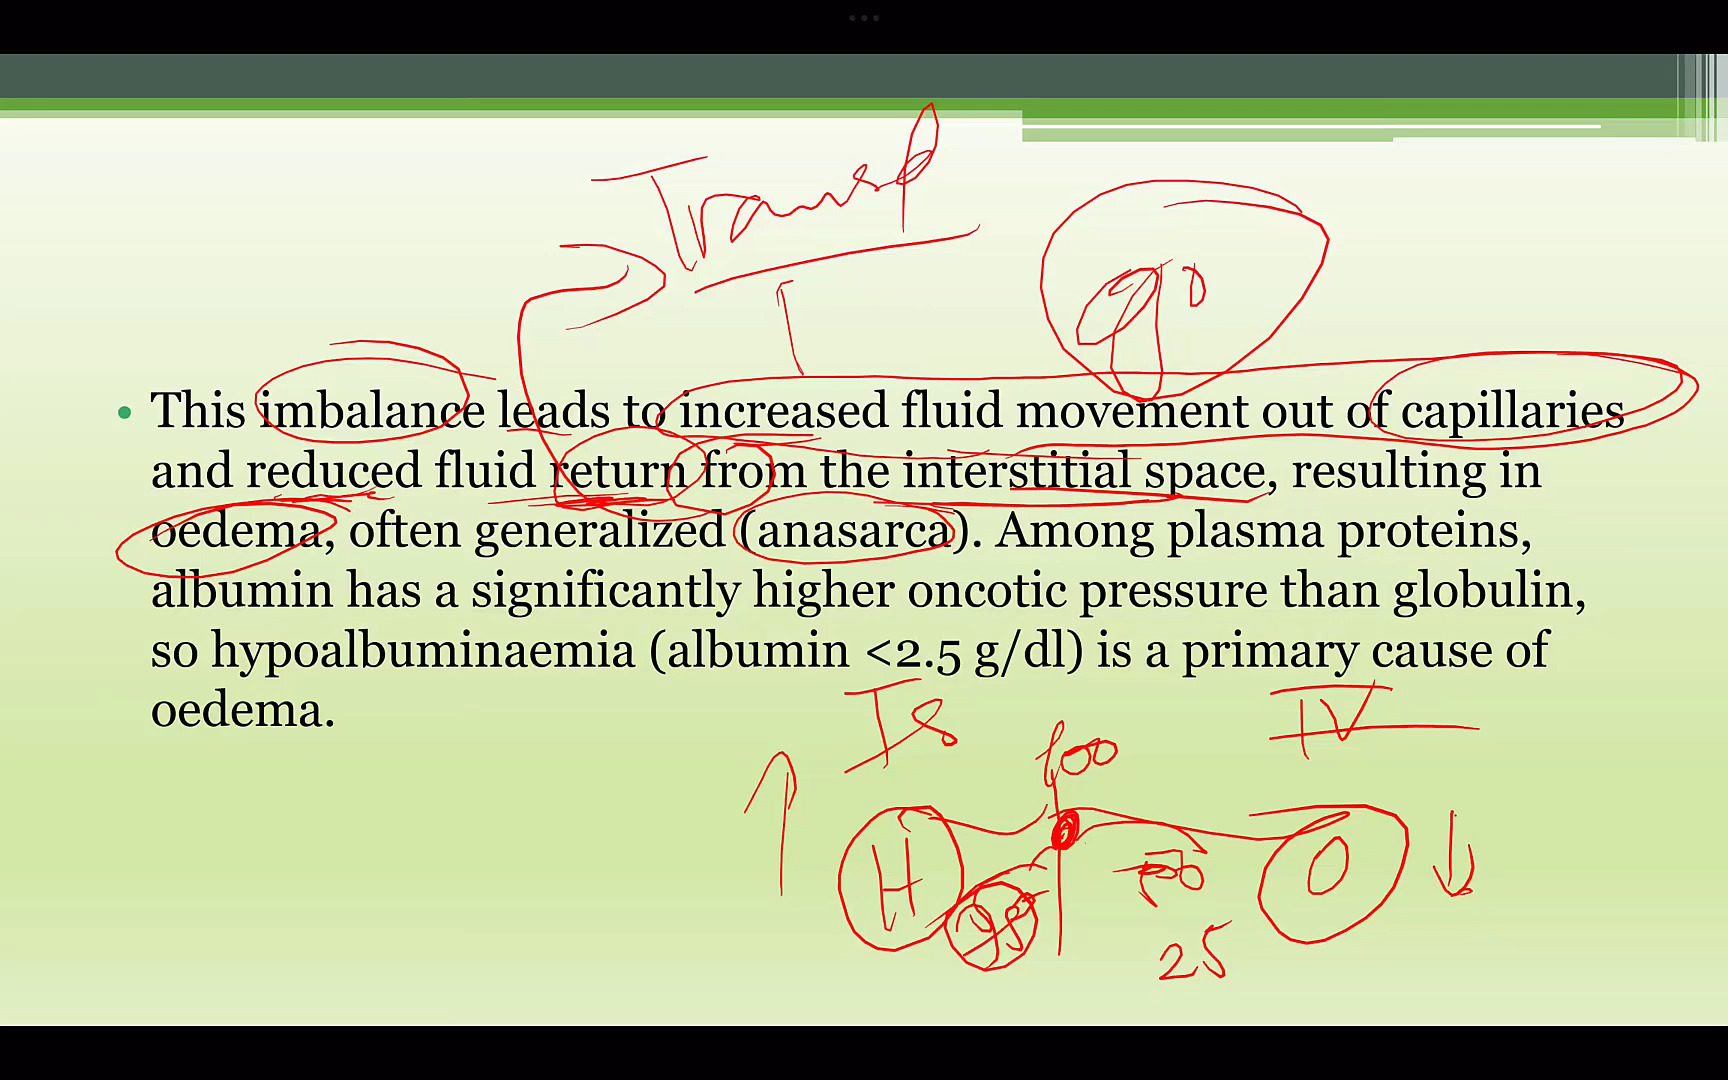 Transp
• This imbalance leads to increased fluid movement out of capillaries
and reduced fluid return from the interstitial space, resulting in
oedema, often generalized (anasarca). Among plasma proteins,
albumin has a significantly higher oncotic pressure than globulin,
so hypoalbuminaemia (albumin <2.5 g/dl) is a primary cause of
oedema.
Is IV
100
H O
25